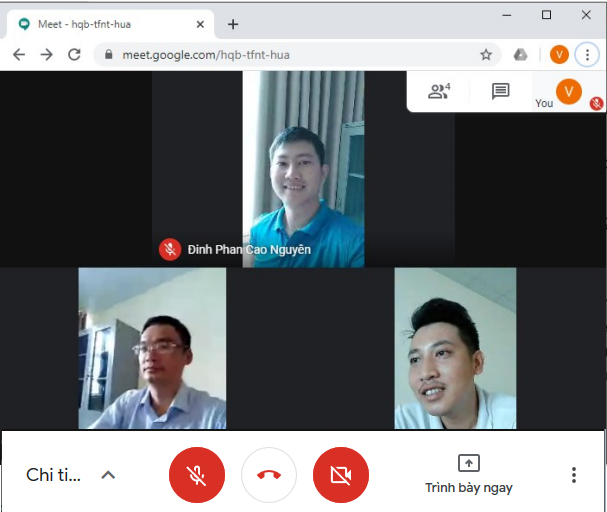 Meet - hqb-tfnt-hua
meet.google.com/hqb-tfnt-hua
V
4
You
V
Đinh Phan Cao Nguyên
Chi ti...
Trình bày ngay